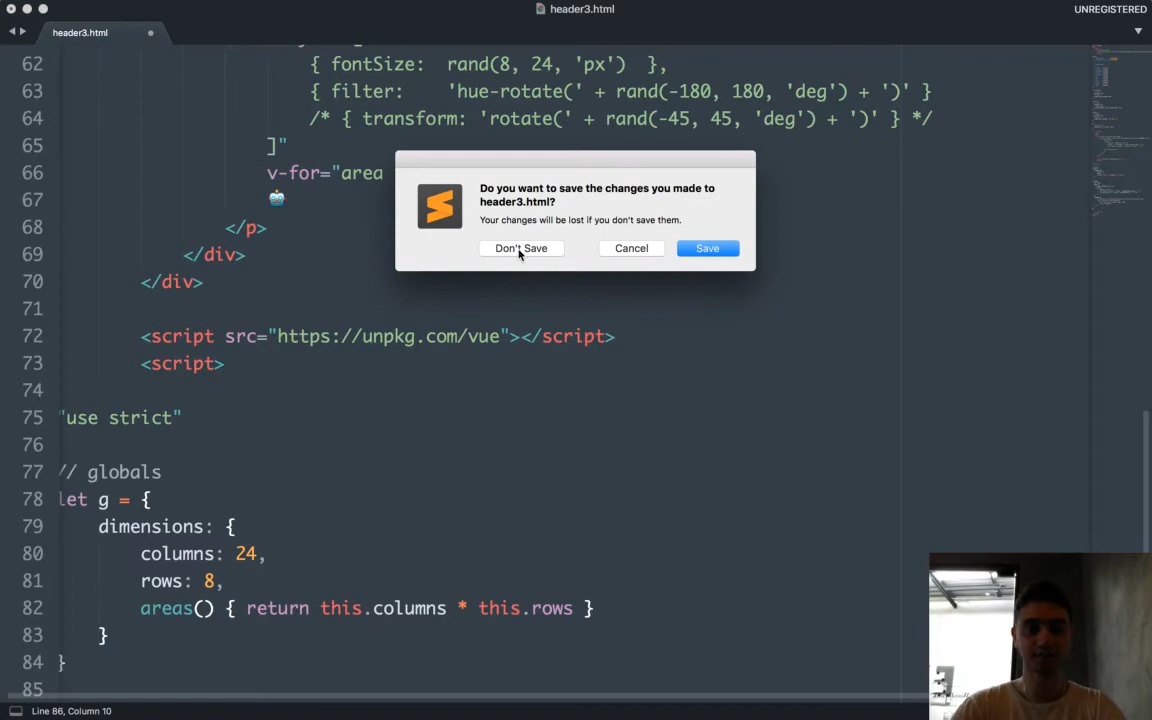 header3.html
UNREGISTERED
header3.html
62 { fontSize: rand(8, 24, 'px') },
63 { filter: 'hue-rotate(' + rand(-180, 180, 'deg') + ')' }
64 /* { transform: 'rotate(' + rand(-45, 45, 'deg') + ')' } */
65 ]"
66 v-for="area
67 🤖
68 </p>
69 </div>
70 </div>
71
72 <script src="https://unpkg.com/vue"></script>
73 <script>
74
75 "use strict"
76
77 // globals
78 let g = {
79 dimensions: {
80 columns: 24,
81 rows: 8,
82 areas() { return this.columns * this.rows }
83 }
84 }
85
Do you want to save the changes you made to
header3.html?
Your changes will be lost if you don't save them.
Don't Save
Cancel
Save
Line 86, Column 10